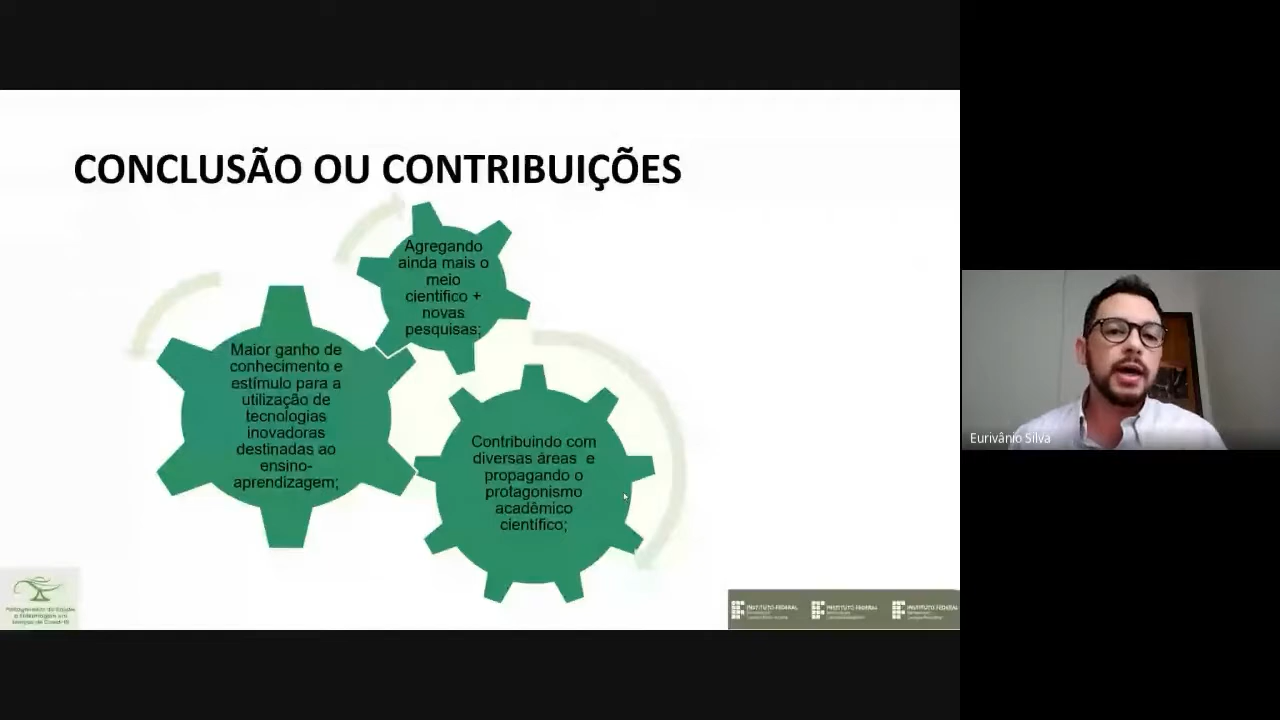 CONCLUSÃO OU CONTRIBUIÇÕES
Agregando
ainda mais o
meio
cientifico +
novas
pesquisas;
Maior ganho de
conhecimento e
estímulo para a
utilização de
tecnologias
inovadoras
destinadas ao
ensino-
aprendizagem;
Contribuindo com
diversas áreas e
propagando o
protagonismo
acadêmico
científico;
Eurivânio Silva
INSTITUTO FEDERAL
INSTITUTO FEDERAL
INSTITUTO FEDERAL